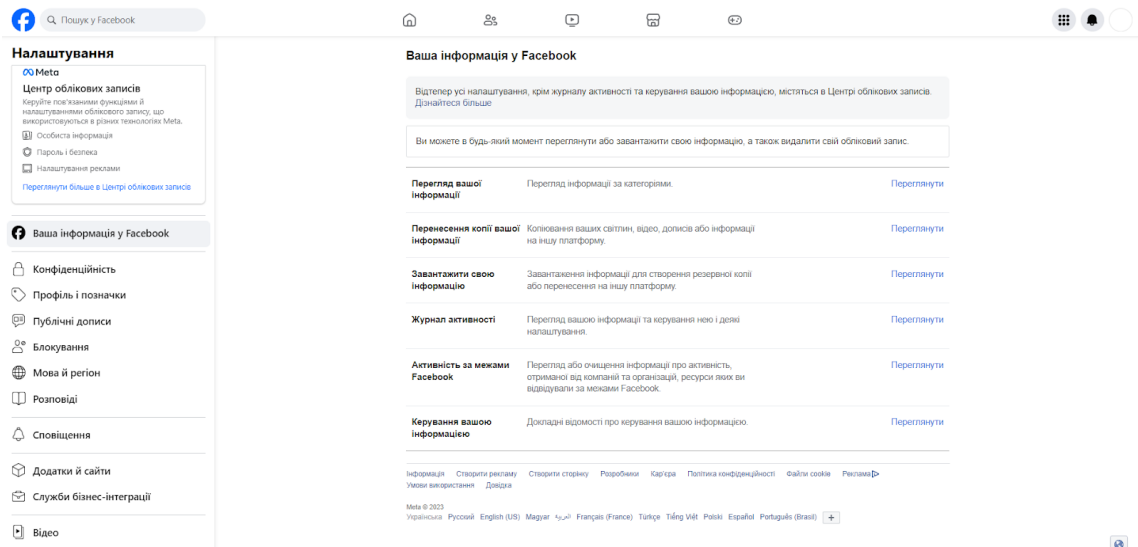 Пошук у Facebook
Налаштування
Meta
Центр облікових записів
Керуйте пов'язаними функціями й
налаштуваннями облікового запису, що
використовуються в різних технологіях Meta.
Особиста інформація
Пароль і безпека
Налаштування реклами
Переглянути більше в Центрі облікових записів
Ваша інформація у Facebook
Конфіденційність
Профіль і позначки
Публічні дописи
Блокування
Мова й регіон
Розповіді
Сповіщення
Додатки й сайти
Служби бізнес-інтеграції
Відео
Ваша інформація у Facebook
Відтепер усі налаштування, крім журналу активності та керування вашою інформацією, містяться в Центрі облікових записів.
Дізнайтеся більше
Ви можете в будь-який момент переглянути або завантажити свою інформацію, а також видалити свій обліковий запис.
Перегляд вашої
інформації
Перегляд інформації за категоріями.
Переглянути
Перенесення копії вашої
інформації
Копіювання ваших світлин, відео, дописів або інформації
на іншу платформу.
Переглянути
Завантажити свою
інформацію
Завантаження інформації для створення резервної копії
або перенесення на іншу платформу.
Переглянути
Журнал активності
Перегляд вашою інформації та керування нею і деякі
налаштування.
Переглянути
Активність за межами
Facebook
Перегляд або очищення інформації про активність,
отриманої від компаній та організацій, ресурси яких ви
відвідували за межами Facebook.
Переглянути
Керування вашою
інформацією
Докладні відомості про керування вашою інформацією.
Переглянути
Інформація Створити рекламу Створити сторінку Розробники Кар'єра Політика конфіденційності Файли cookie Реклама
Умови використання Довідка
Meta © 2023
Українська Русский English (US) Magyar العربية Français (France) Türkçe Tiếng Việt Polski Español Português (Brasil) +